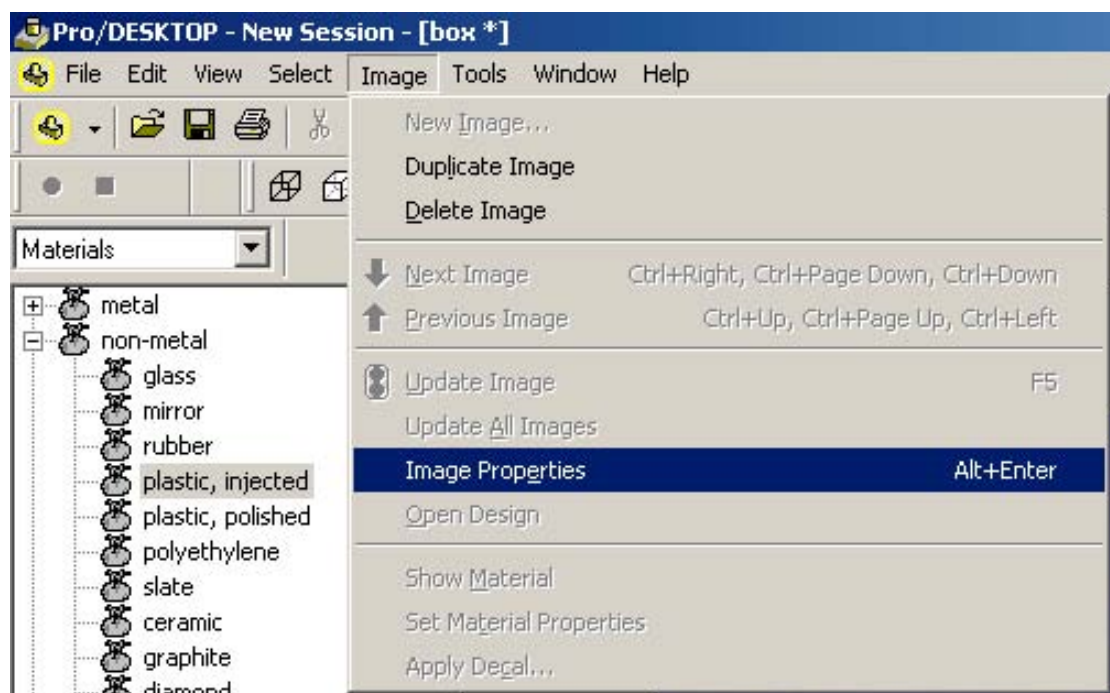 Pro/DESKTOP - New Session - [box *]
File Edit View Select Image Tools Window Help
New Image...
Duplicate Image
Delete Image
Materials
Next Image Ctrl+Right, Ctrl+Page Down, Ctrl+Down
Previous Image Ctrl+Up, Ctrl+Page Up, Ctrl+Left
Update Image F5
Update All Images
Image Properties Alt+Enter
Open Design
Show Material
Set Material Properties
Apply Decal...
metal
non-metal
glass
mirror
rubber
plastic, injected
plastic, polished
polyethylene
slate
ceramic
graphite
diamond